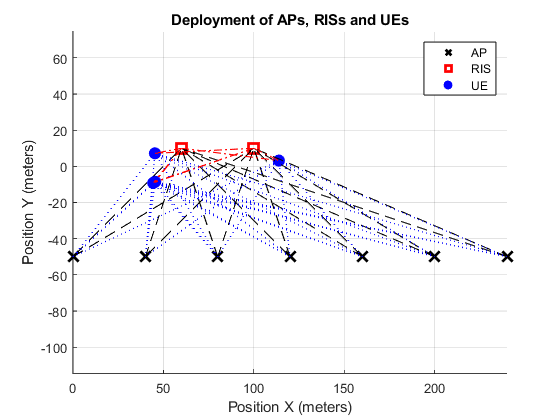 Deployment of APs, RISs and UEs
AP
RIS
UE
Position Y (meters)
60
40
20
0
-20
-40
-60
-80
-100
0
50
100
150
200
Position X (meters)